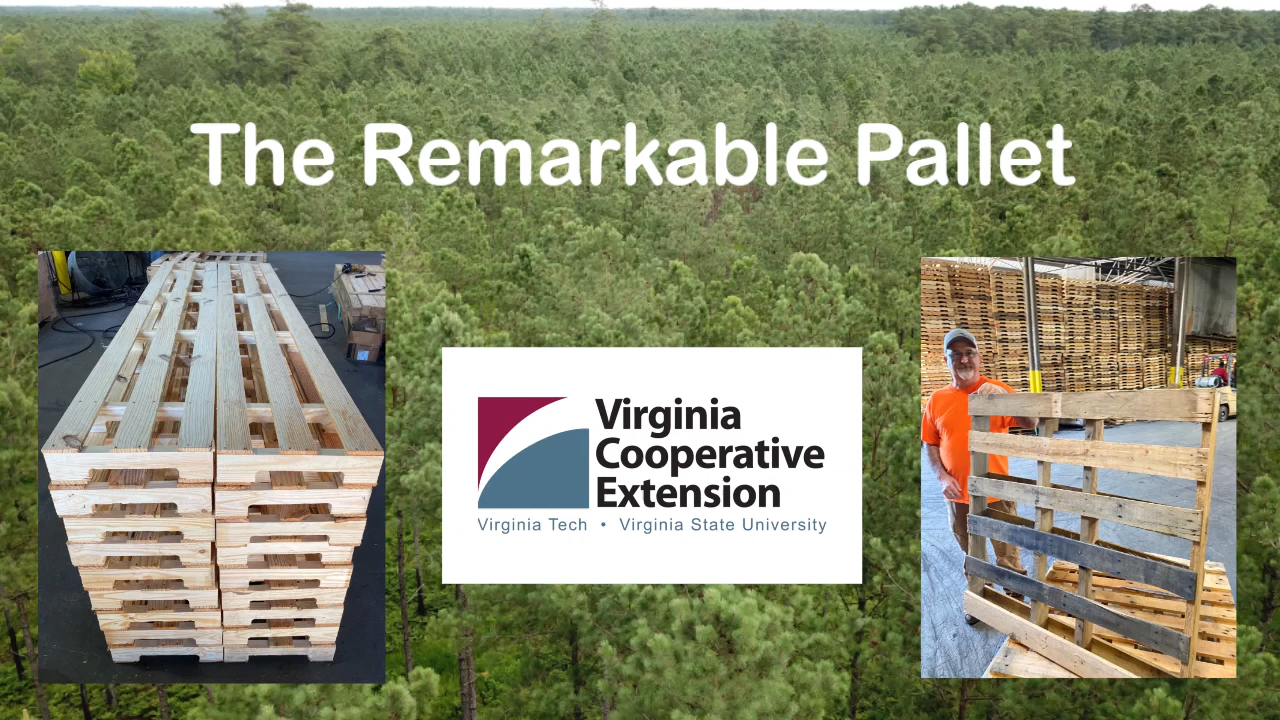 The Remarkable Pallet
Virginia
Cooperative
Extension
Virginia Tech • Virginia State University